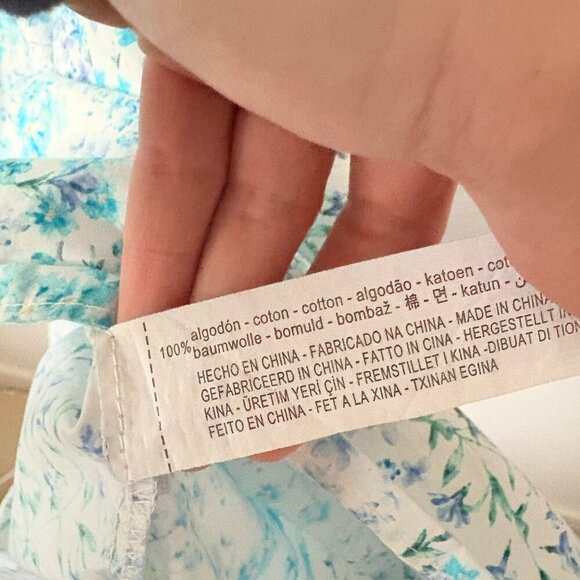 100% algodón - coton - cotton - algodão - katoen -
baumwolle - bomuld - bombaž - 棉 - 면 - katun -
HECHO EN CHINA - FABRICADO NA CHINA - MADE IN CHINA
GEFABRICEERD IN CHINA - FATTO IN CINA - HERGESTELLT IN
KINA - ÜRETIM YERİ ÇİN - FREMSTILLET I KINA -DIBUAT DI
FEITO EN CHINA - FET A LA XINA - TXINAN EGINA